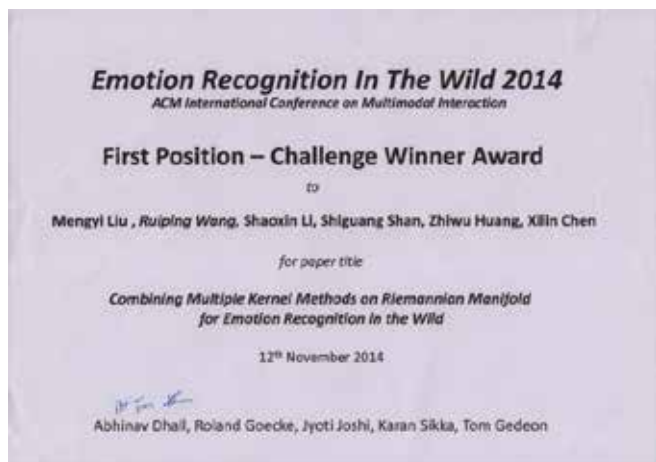 Emotion Recognition In The Wild 2014
ACM International Conference on Multimodal Interaction
First Position – Challenge Winner Award
to
Mengyi Liu , Ruiping Wang, Shaoxin Li, Shiguang Shan, Zhiwu Huang, Xilin Chen
for paper title
Combining Multiple Kernel Methods on Riemannian Manifold
for Emotion Recognition in the Wild
12th November 2014
Abhinav Dhall, Roland Goecke, Jyoti Joshi, Karan Sikka, Tom Gedeon